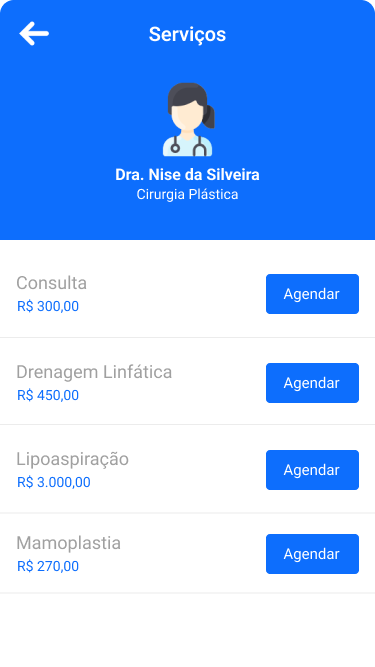 Serviços
Dra. Nise da Silveira
Cirurgia Plástica
Consulta
R$ 300,00
Agendar
Drenagem Linfática
R$ 450,00
Agendar
Lipoaspiração
R$ 3.000,00
Agendar
Mamoplastia
R$ 270,00
Agendar